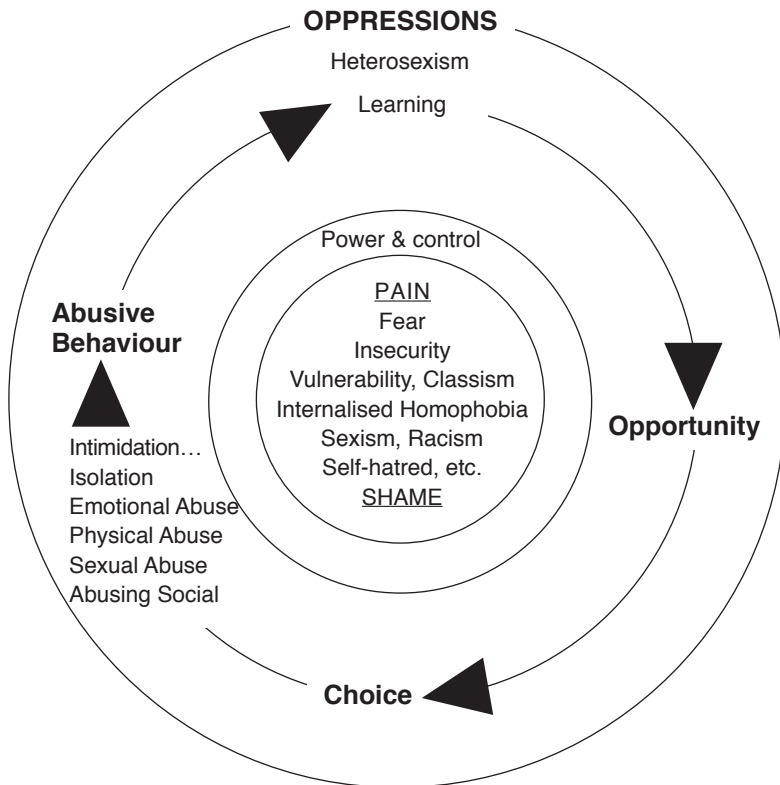 OPPRESSIONS
Heterosexism
Learning
Power & control
PAIN
Fear
Insecurity
Vulnerability, Classism
Internalised Homophobia
Sexism, Racism
Self-hatred, etc.
SHAME
Opportunity
Choice
Abusive
Behaviour
Intimidation…
Isolation
Emotional Abuse
Physical Abuse
Sexual Abuse
Abusing Social